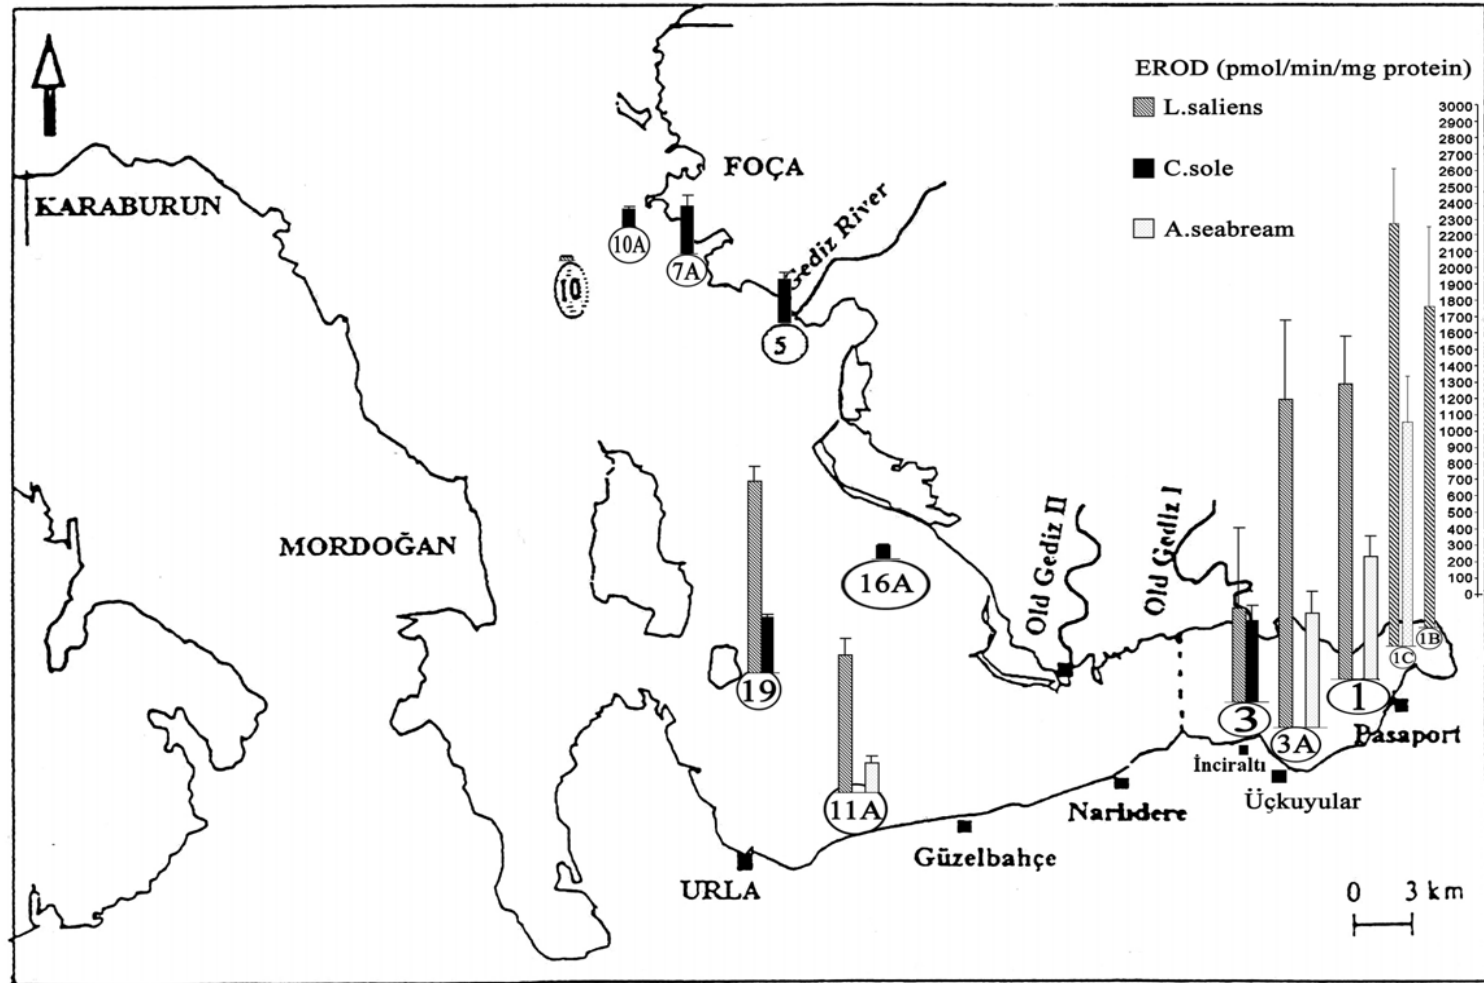 EROD (pmol/min/mg protein)
L.saliens
C.sole
A.seabream
3000
2900
2800
2700
2600
2500
2400
2300
2200
2100
2000
1900
1800
1700
1600
1500
1400
1300
1200
1100
1000
900
800
700
600
500
400
300
200
100
0
KARABURUN
FOÇA
Gediz River
10A
7A
10
5
MORDOĞAN
16A
Old Gediz II
Old Gediz I
19
11A
3
3A
1
1C
1B
Pasaport
İnciraltı
Üçkuyular
Narlıdere
Güzelbahçe
URLA
0 3 km